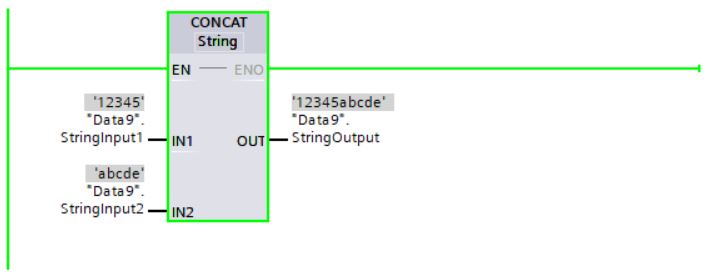 CONCAT
String
EN ENO
'12345'
"Data9".
StringInput1 IN1
'12345abcde'
"Data9".
OUT StringOutput
'abcde'
"Data9".
StringInput2 IN2